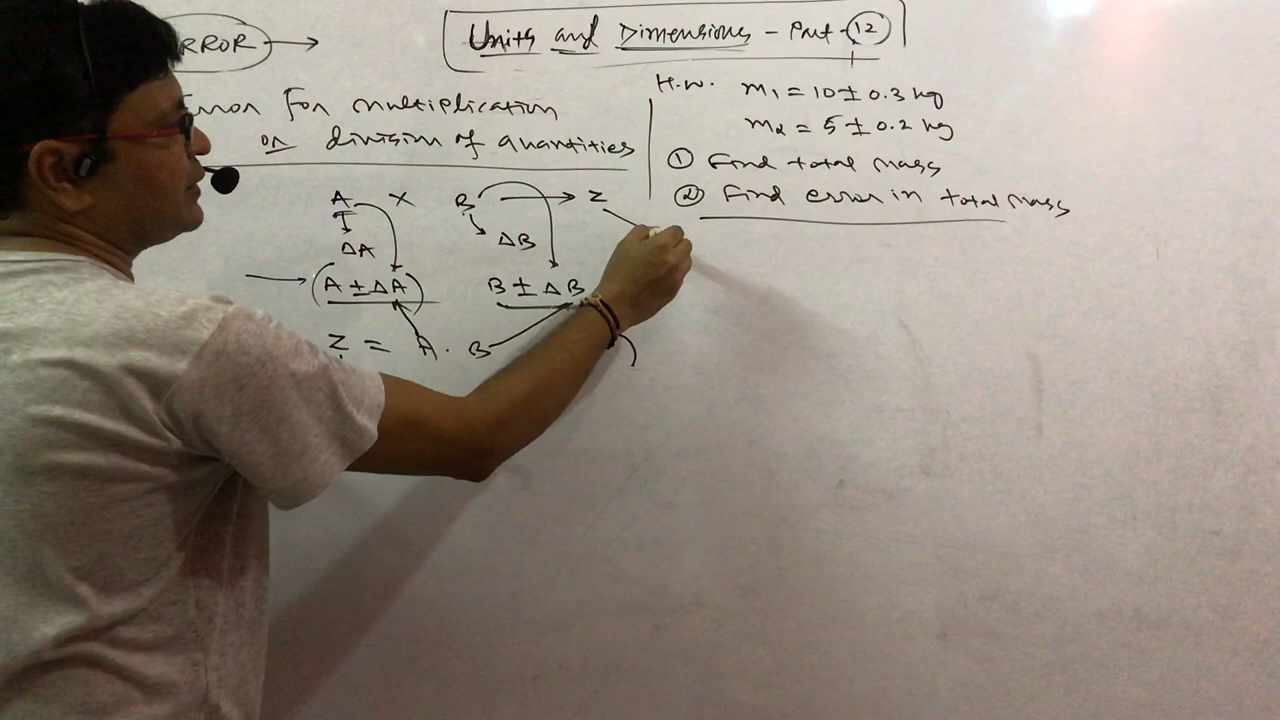 RROR →
Units and Dimensions - Part - 12
Error for multiplication
or division of quantities
H.W. m1 = 10 ± 0.3 kg
m2 = 5 ± 0.2 kg
① Find total mass
② Find error in total mass
A × B → Z
ΔA ΔB
→ (A ± ΔA) B ± ΔB
Z = A . B )